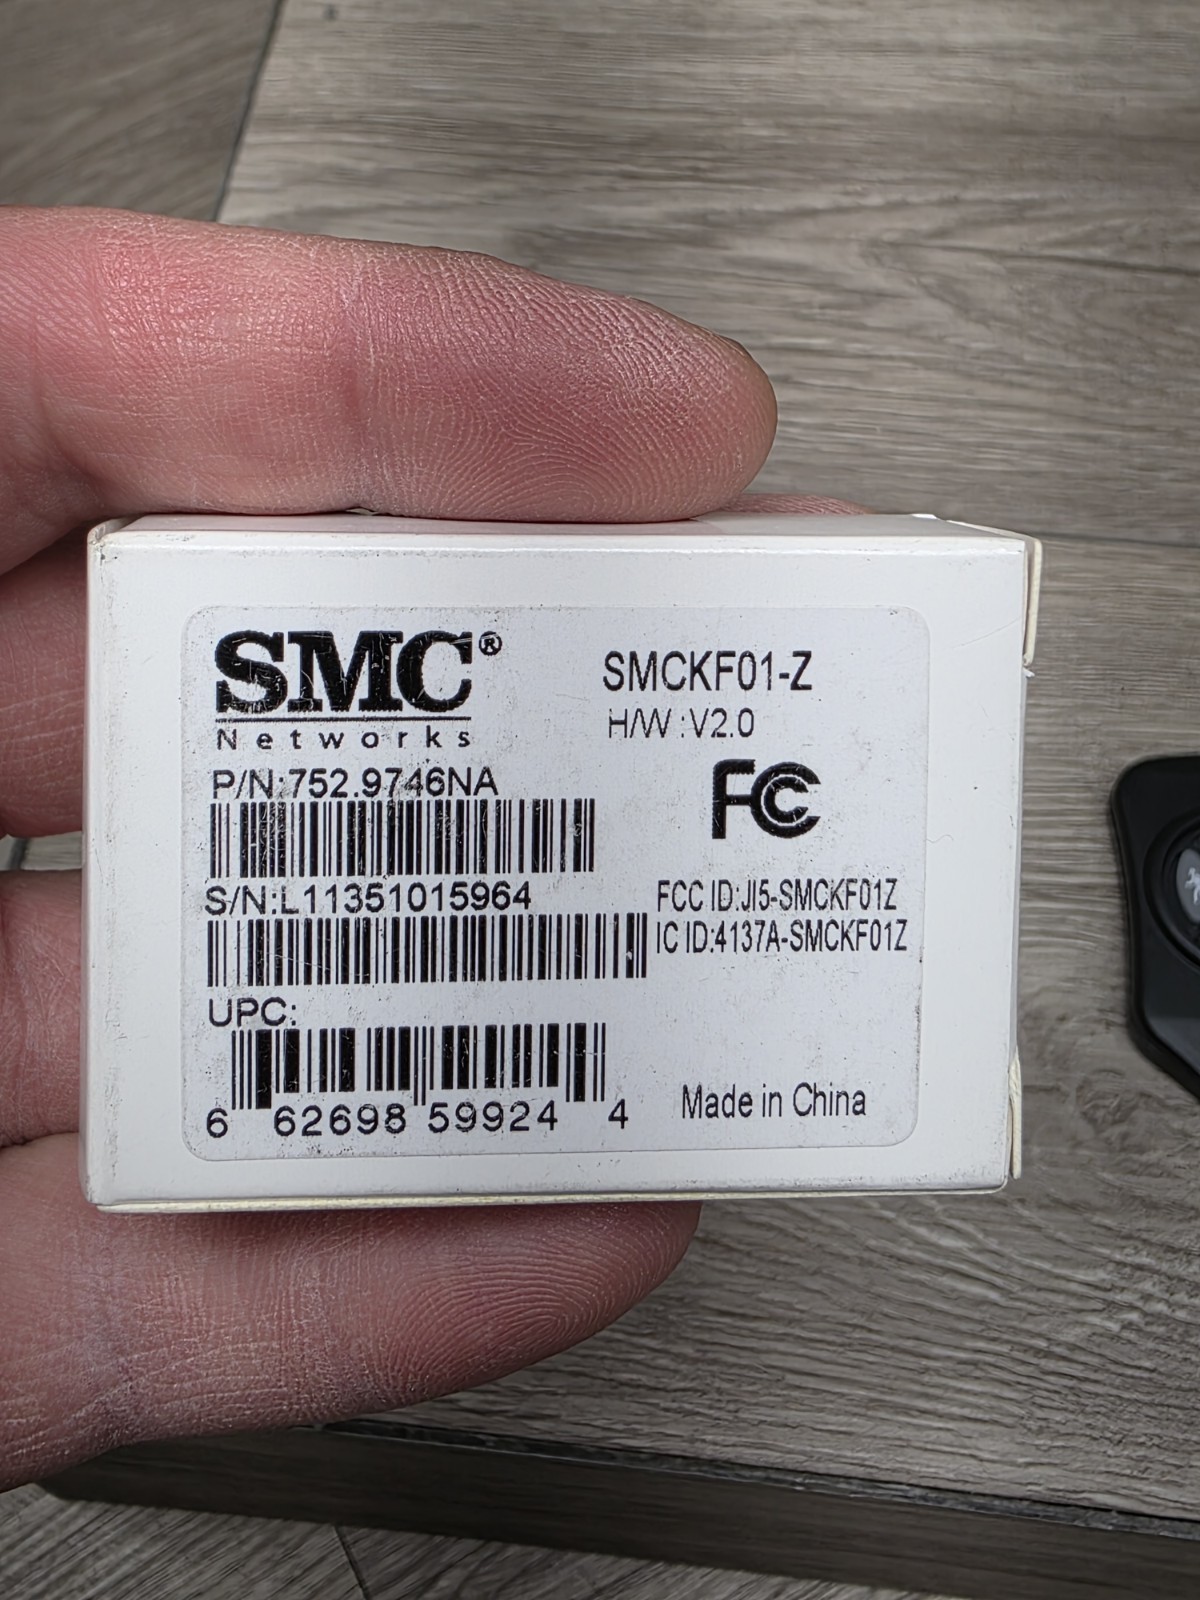 SMC®
Networks
SMCKF01-Z
H/W :V2.0
P/N:752.9746NA
FC
S/N:L11351015964
FCC ID:JI5-SMCKF01Z
IC ID:4137A-SMCKF01Z
UPC:
6 62698 59924 4
Made in China